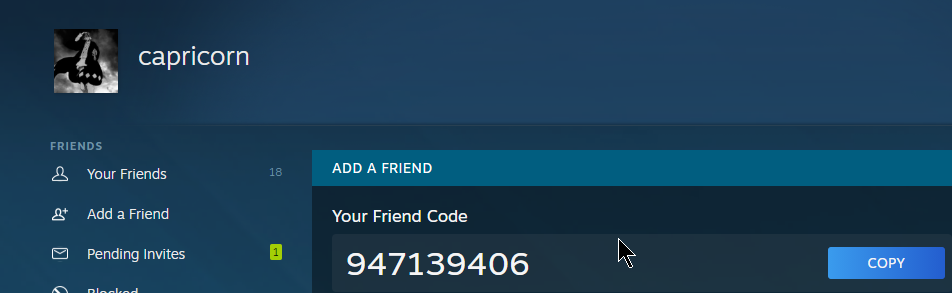 capricorn
FRIENDS
Your Friends 18
Add a Friend
Pending Invites 1
Blocked
ADD A FRIEND
Your Friend Code
947139406
COPY